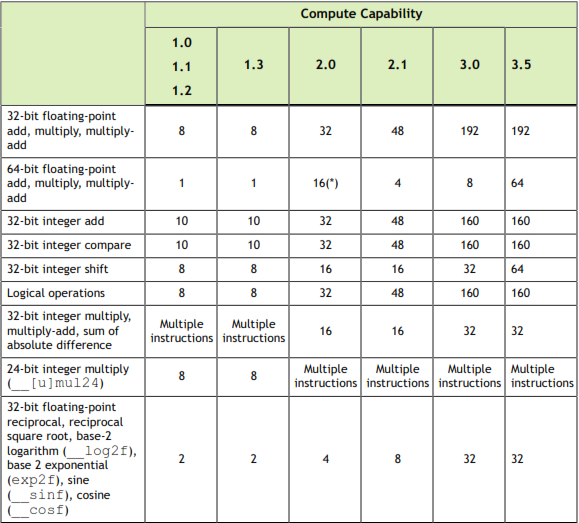 Compute Capability
1.0
1.1
1.2
1.3
2.0
2.1
3.0
3.5
32-bit floating-point
add, multiply, multiply-
add
8
8
32
48
192
192
64-bit floating-point
add, multiply, multiply-
add
1
1
16(*)
4
8
64
32-bit integer add
10
10
32
48
160
160
32-bit integer compare
10
10
32
48
160
160
32-bit integer shift
8
8
16
16
32
64
Logical operations
8
8
32
48
160
160
32-bit integer multiply,
multiply-add, sum of
absolute difference
Multiple
instructions
Multiple
instructions
16
16
32
32
24-bit integer multiply
(__[u]mul24)
8
8
Multiple
instructions
Multiple
instructions
Multiple
instructions
Multiple
instructions
32-bit floating-point
reciprocal, reciprocal
square root, base-2
logarithm (__log2f),
base 2 exponential
(exp2f), sine
(__sinf), cosine
(__cosf)
2
2
4
8
32
32